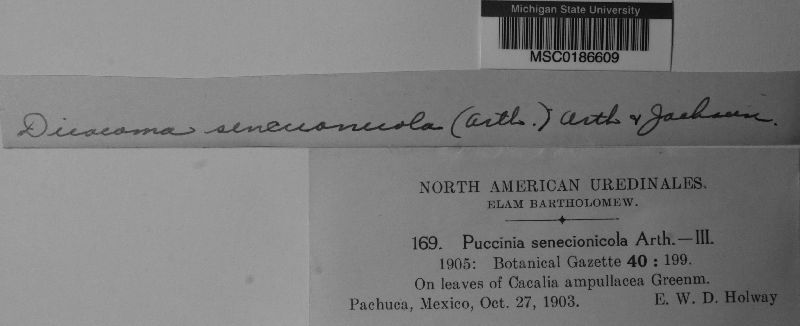 Michigan State University
MSC0186609
Dicaeoma senecionicola (Arth.) Arth & Jackson.
NORTH AMERICAN UREDINALES.
ELAM BARTHOLOMEW.
169. Puccinia senecionicola Arth.—III.
1905: Botanical Gazette 40 : 199.
On leaves of Cacalia ampullacea Greenm.
Pachuca, Mexico, Oct. 27, 1903. E. W. D. Holway